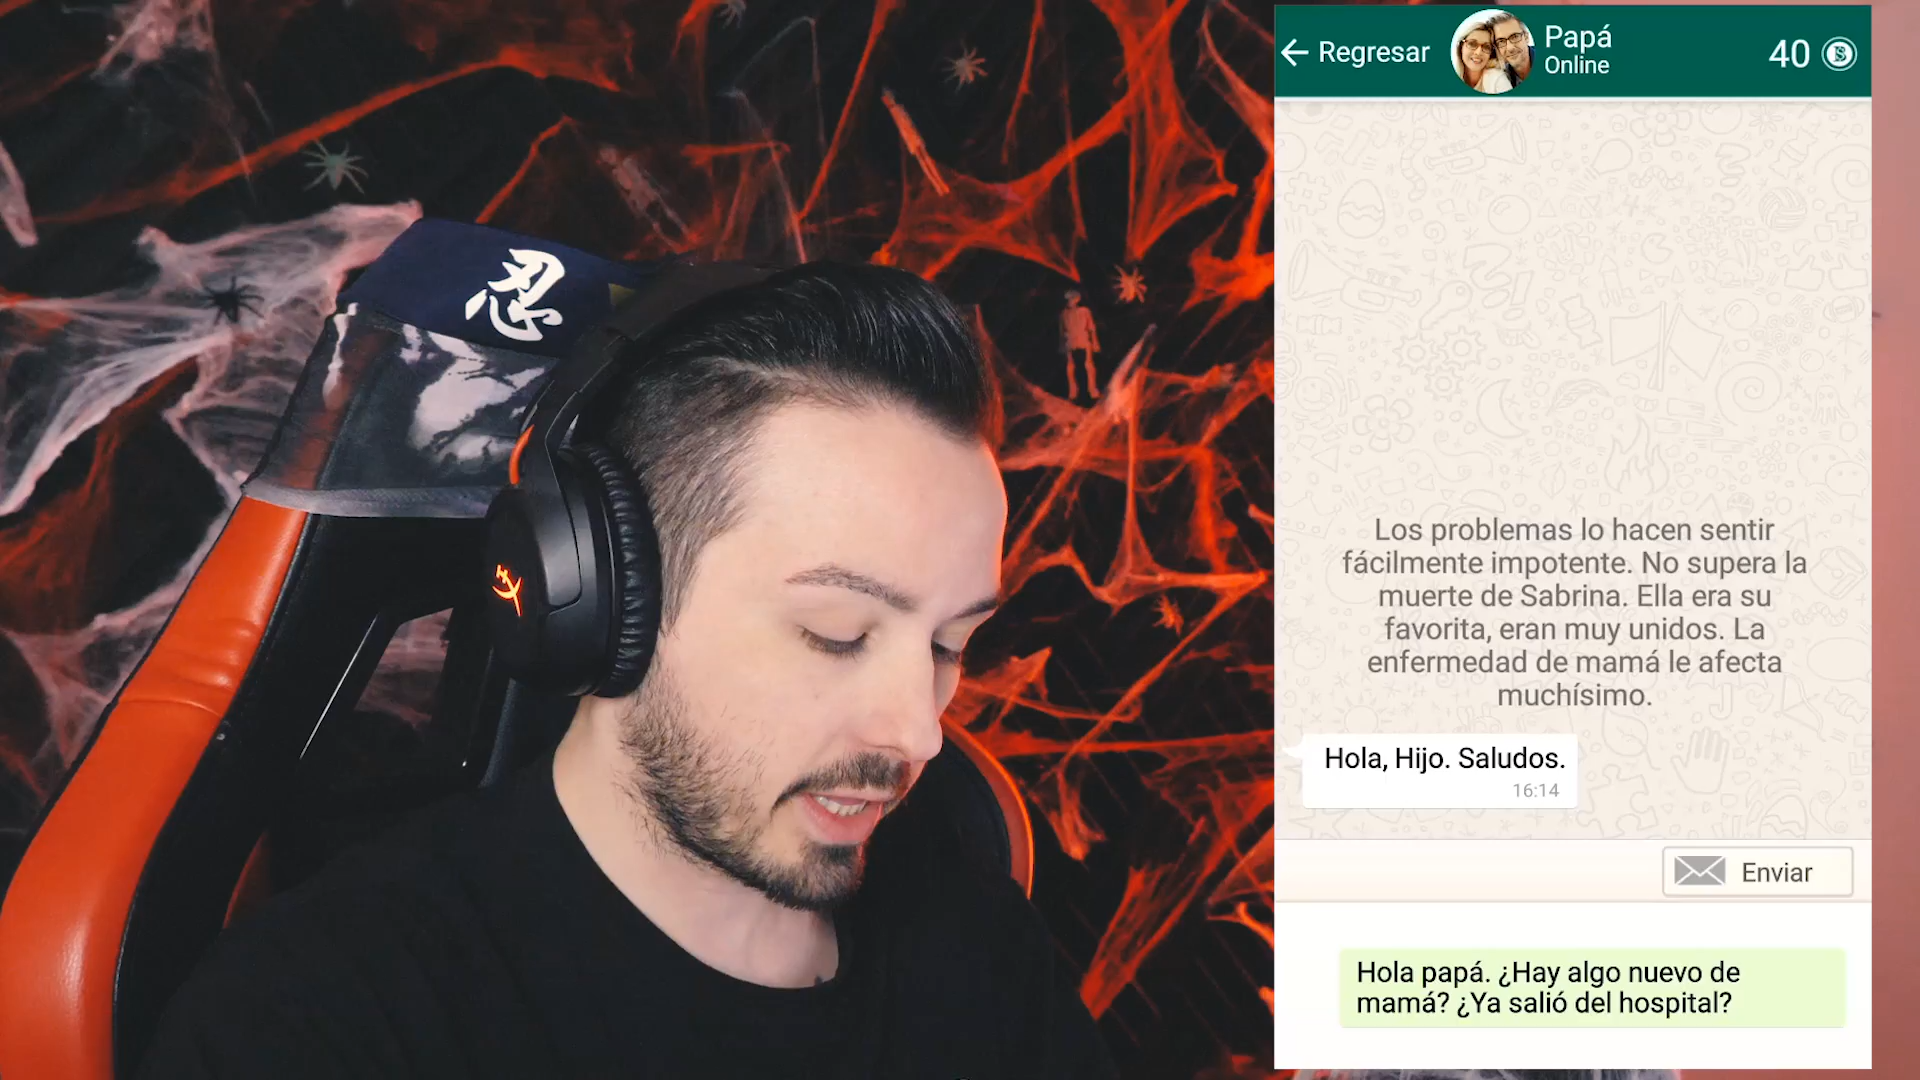 忍
Regresar
Papá
Online
40
Los problemas lo hacen sentir
fácilmente impotente. No supera la
muerte de Sabrina. Ella era su
favorita, eran muy unidos. La
enfermedad de mamá le afecta
muchísimo.
Hola, Hijo. Saludos.
16:14
Enviar
Hola papá. ¿Hay algo nuevo de
mamá? ¿Ya salió del hospital?